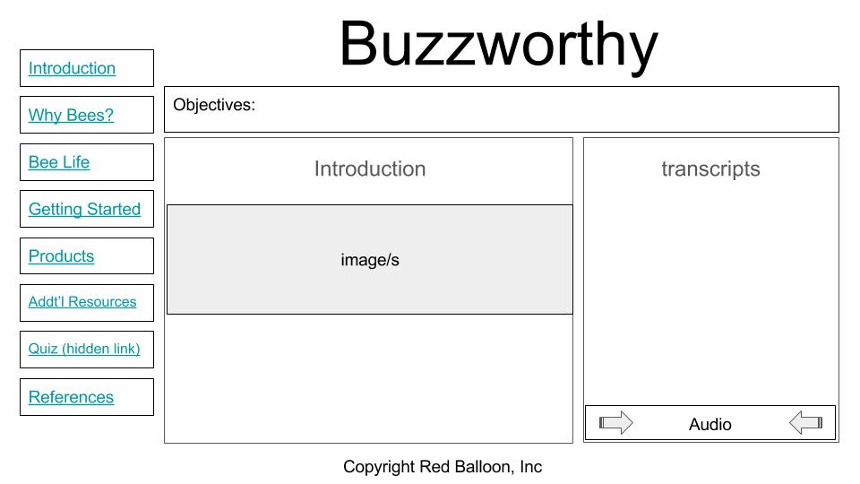 Buzzworthy
Introduction
Why Bees?
Bee Life
Getting Started
Products
Addt'l Resources
Quiz (hidden link)
References
Objectives:
Introduction
image/s
transcripts
Audio
Copyright Red Balloon, Inc